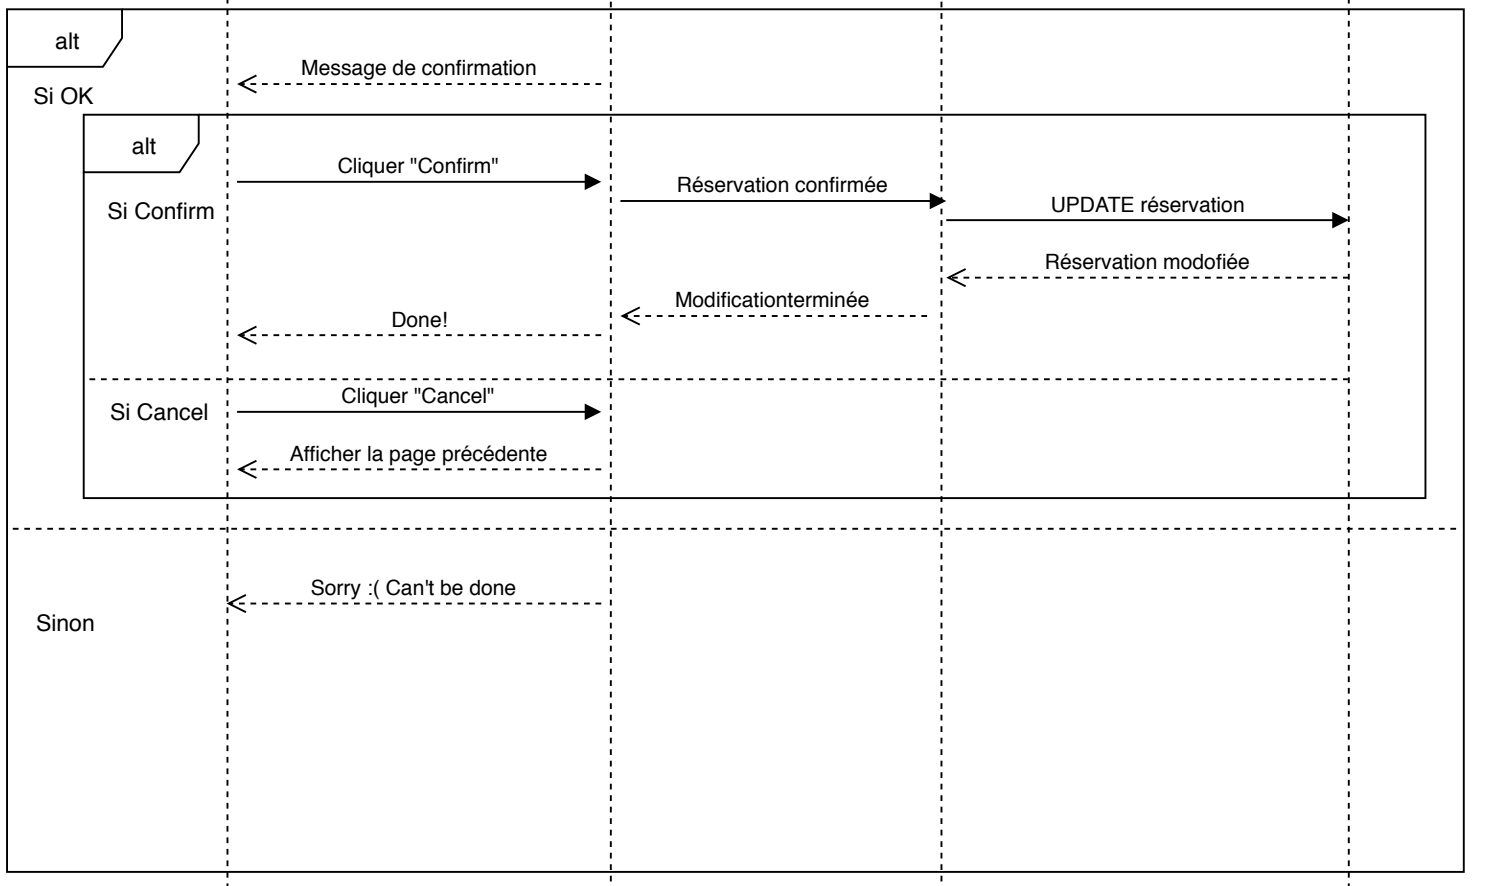 alt
Message de confirmation
Si OK
alt
Cliquer "Confirm"
Réservation confirmée
UPDATE réservation
Si Confirm
Réservation modofiée
Modificationterminée
Done!
Cliquer "Cancel"
Si Cancel
Afficher la page précédente
Sorry :( Can't be done
Sinon